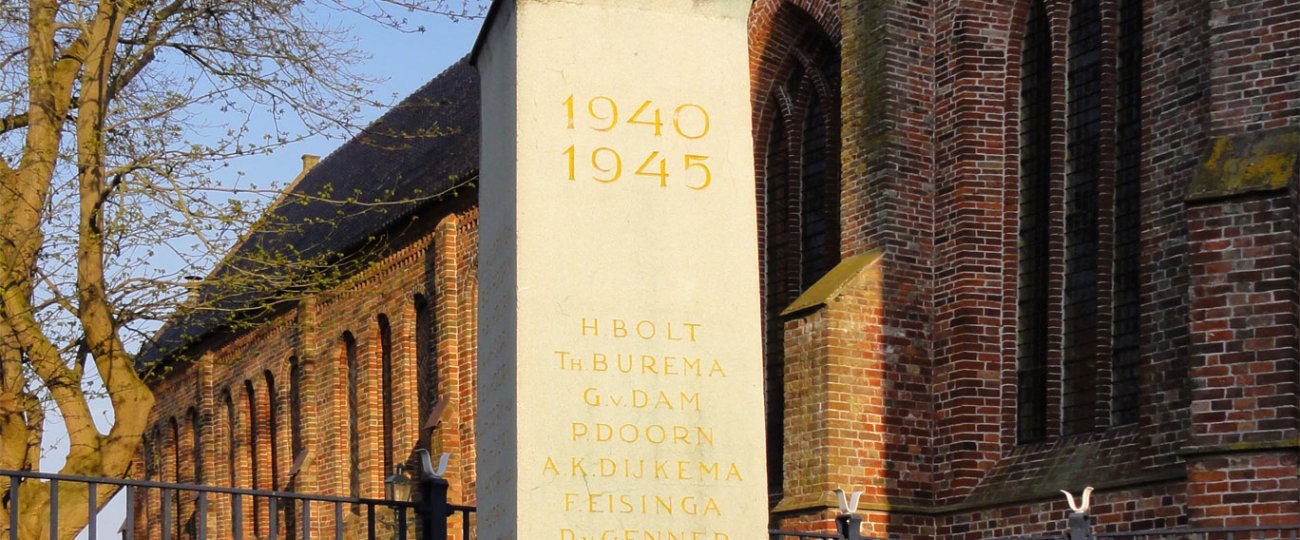 1940
1945
H BOLT
TH. BUREMA
G. v. DAM
P. DOORN
A. K. DIJKEMA
F. EISINGA